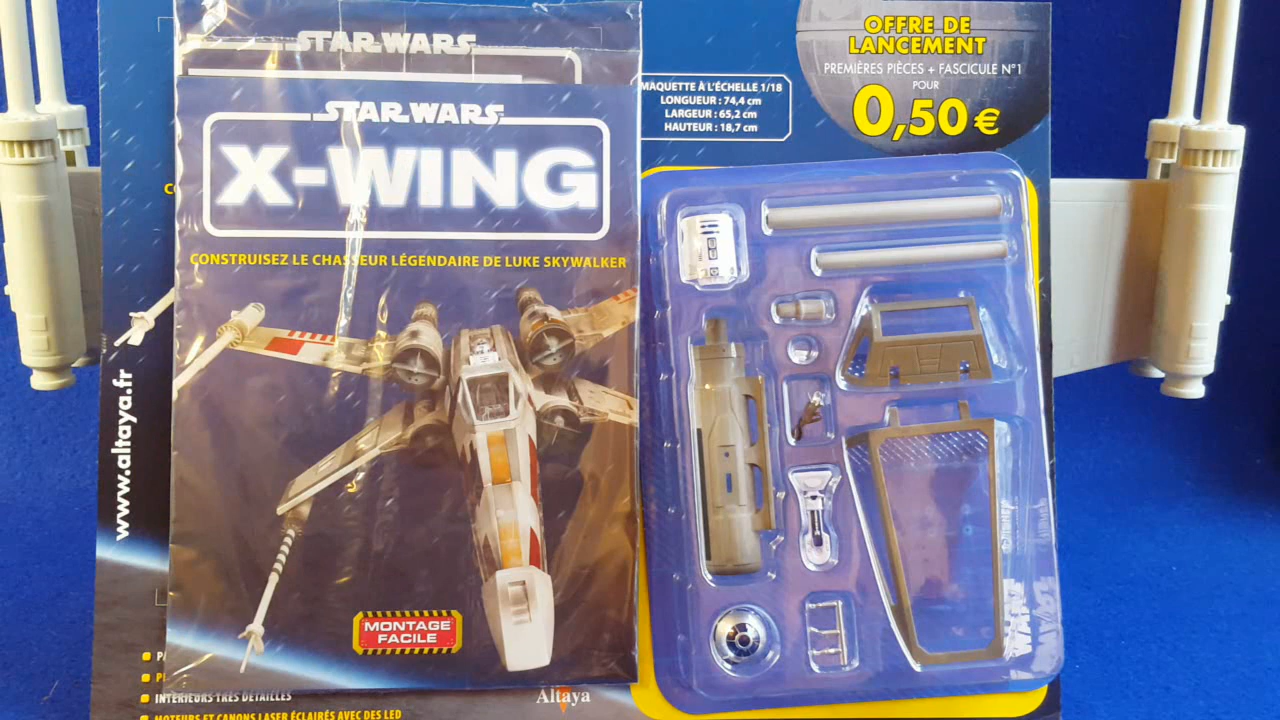 STAR WARS
STAR WARS
X-WING
CONSTRUISEZ LE CHASSEUR LÉGENDAIRE DE LUKE SKYWALKER
MONTAGE
FACILE
MAQUETTE À L'ÉCHELLE 1/18
LONGUEUR : 74,4 cm
LARGEUR : 65,2 cm
HAUTEUR : 18,7 cm
OFFRE DE
LANCEMENT
PREMIÈRES PIÈCES + FASCICULE N°1
POUR
0,50 €
www.altaya.fr
INTÉRIEURS TRÈS DÉTAILLÉS
MOTEURS ET CANONS LASER ÉCLAIRÉS AVEC DES LED
Altaya
WARS